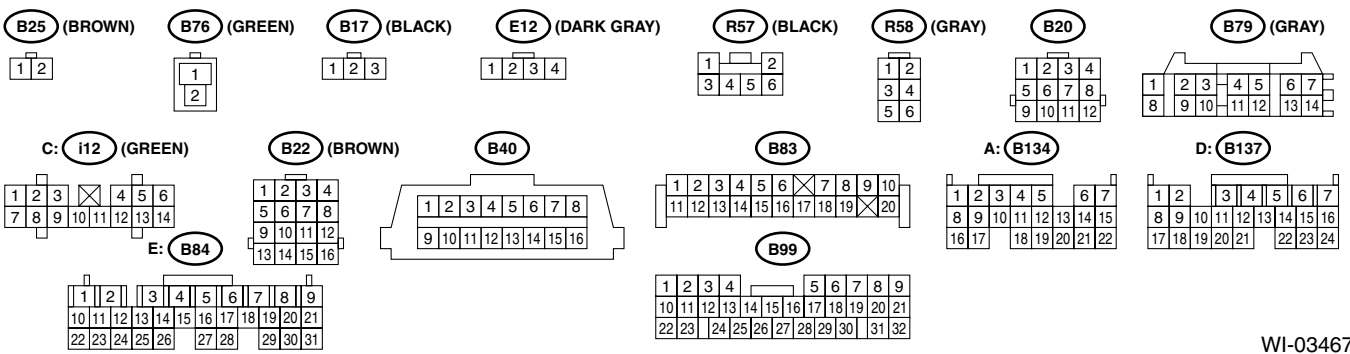 B25 (BROWN) B76 (GREEN) B17 (BLACK) E12 (DARK GRAY) R57 (BLACK) R58 (GRAY) B20 B79 (GRAY)
1 2
1
2
1 2 3
1 2 3 4
1 2
3 4 5 6
1 2
3 4
5 6
1 2 3 4
5 6 7 8
9 10 11 12
1 2 3 4 5 6 7
8 9 10 11 12 13 14
C: i12 (GREEN) B22 (BROWN) B40 B83 A: B134 D: B137
1 2 3 4 5 6
7 8 9 10 11 12 13 14
1 2 3 4
5 6 7 8
9 10 11 12
13 14 15 16
1 2 3 4 5 6 7 8
9 10 11 12 13 14 15 16
1 2 3 4 5 6 7 8 9 10
11 12 13 14 15 16 17 18 19 20
1 2 3 4 5 6 7
8 9 10 11 12 13 14 15
16 17 18 19 20 21 22
1 2 3 4 5 6 7
8 9 10 11 12 13 14 15 16
17 18 19 20 21 22 23 24
E: B84 B99
1 2 3 4 5 6 7 8 9
10 11 12 13 14 15 16 17 18 19 20 21
22 23 24 25 26 27 28 29 30 31
1 2 3 4 5 6 7 8 9
10 11 12 13 14 15 16 17 18 19 20 21
22 23 24 25 26 27 28 29 30 31 32
WI-03467